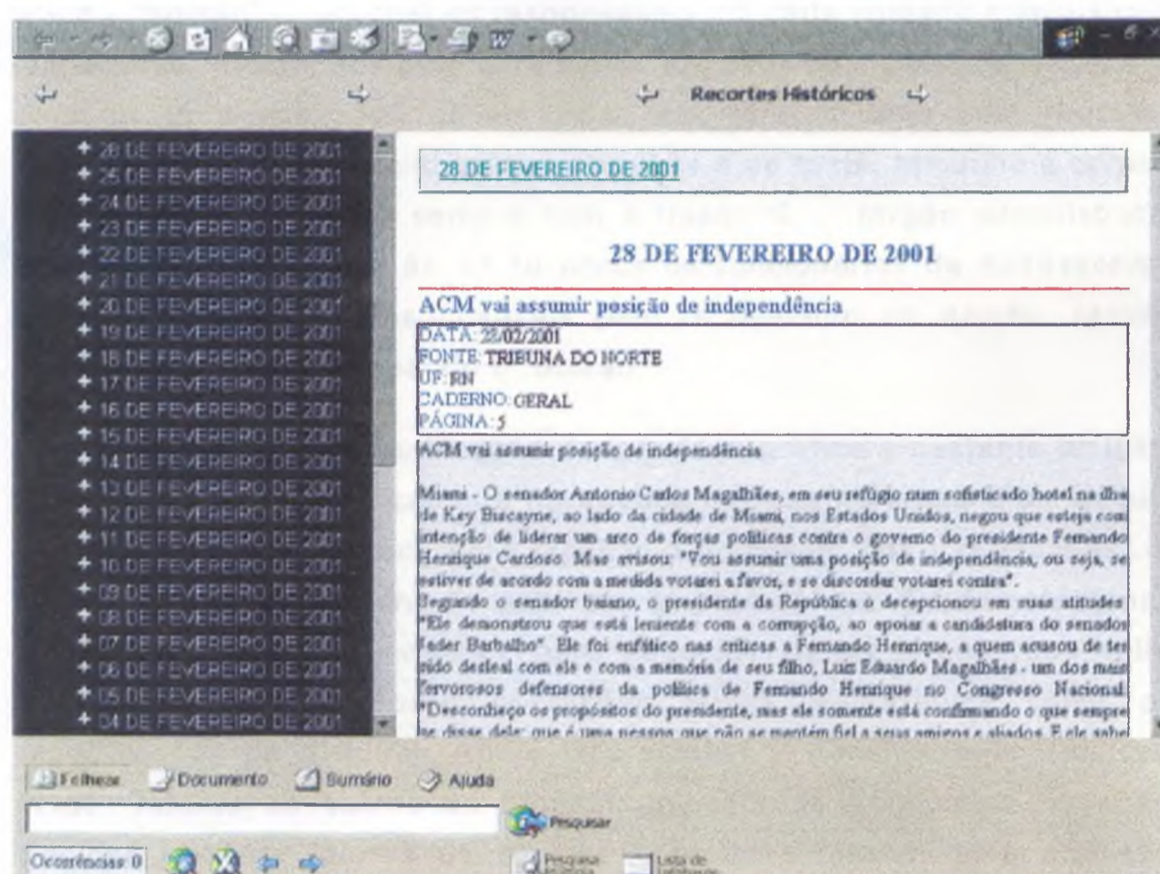 Recortes Históricos
26 DE FEVEREIRO DE 2001
25 DE FEVEREIRO DE 2001
24 DE FEVEREIRO DE 2001
23 DE FEVEREIRO DE 2001
22 DE FEVEREIRO DE 2001
21 DE FEVEREIRO DE 2001
20 DE FEVEREIRO DE 2001
19 DE FEVEREIRO DE 2001
18 DE FEVEREIRO DE 2001
17 DE FEVEREIRO DE 2001
16 DE FEVEREIRO DE 2001
15 DE FEVEREIRO DE 2001
14 DE FEVEREIRO DE 2001
13 DE FEVEREIRO DE 2001
12 DE FEVEREIRO DE 2001
11 DE FEVEREIRO DE 2001
10 DE FEVEREIRO DE 2001
09 DE FEVEREIRO DE 2001
08 DE FEVEREIRO DE 2001
07 DE FEVEREIRO DE 2001
06 DE FEVEREIRO DE 2001
05 DE FEVEREIRO DE 2001
04 DE FEVEREIRO DE 2001
28 DE FEVEREIRO DE 2001
28 DE FEVEREIRO DE 2001
ACM vai assumir posição de independência
DATA: 28/02/2001
FONTE: TRIBUNA DO NORTE
UF: RN
CADERNO: GERAL
PÁGINA: 5
ACM vai assumir posição de independência
Miami - O senador Antonio Carlos Magalhães, em seu refúgio num sofisticado hotel na ilha
de Key Biscayne, ao lado da cidade de Miami, nos Estados Unidos, negou que esteja com
intenção de liderar um arco de forças políticas contra o governo do presidente Fernando
Henrique Cardoso. Mas avisou: "Vou assumir uma posição de independência, ou seja, se
estiver de acordo com a medida votarei a favor, e se discordar votarei contra".
Segundo o senador baiano, o presidente da República o decepcionou em suas atitudes.
"Ele demonstrou que está leniente com a corrupção, ao apoiar a candidatura do senador
Jader Barbalho". Ele foi enfático nas críticas a Fernando Henrique, a quem acusou de ter
sido desleal com ele e com a memória de seu filho, Luiz Eduardo Magalhães - um dos mais
fervorosos defensores da política de Fernando Henrique no Congresso Nacional.
"Desconheço os propósitos do presidente, mas ele somente está confirmando o que sempre
se disse dele: que é uma pessoa que não se mantém fiel a seus amigos e aliados. E ele sabe
Folhear Documento Sumário Ajuda
Pesquisar
Ocorrências: 0
Pesquisa
Lista de